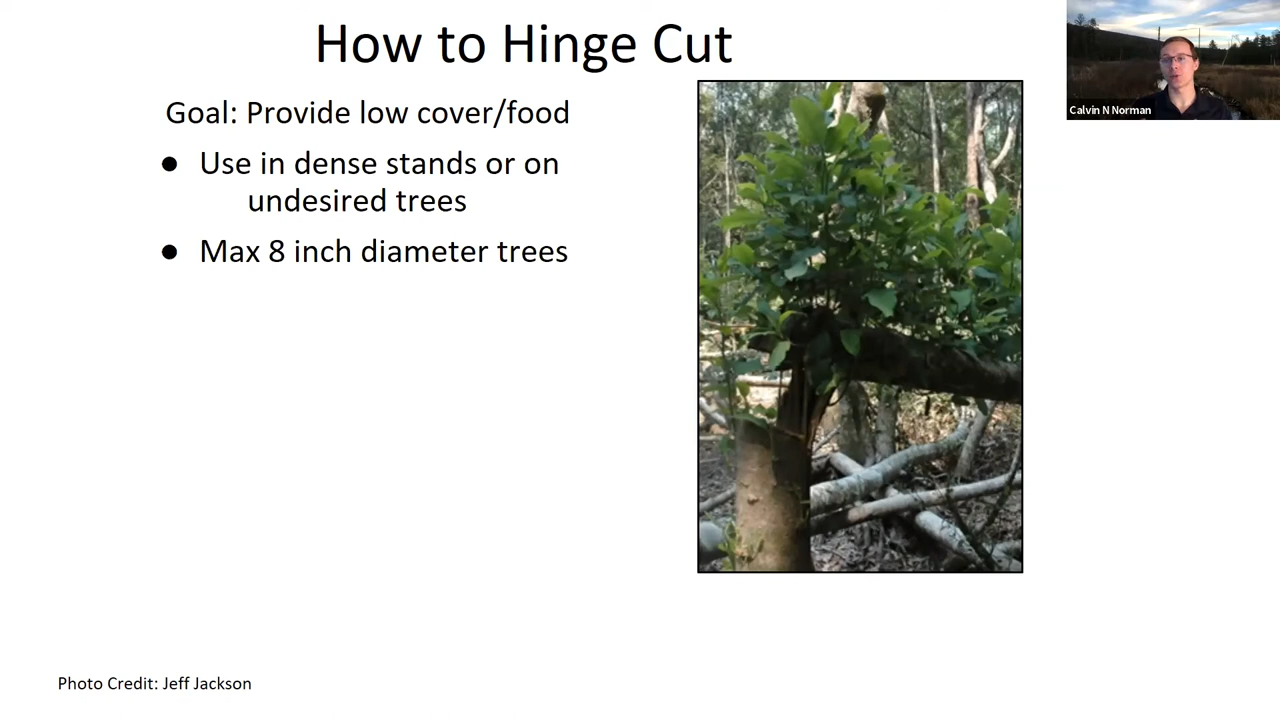 How to Hinge Cut
Goal: Provide low cover/food
● Use in dense stands or on
undesired trees
● Max 8 inch diameter trees
Calvin N Norman
Photo Credit: Jeff Jackson